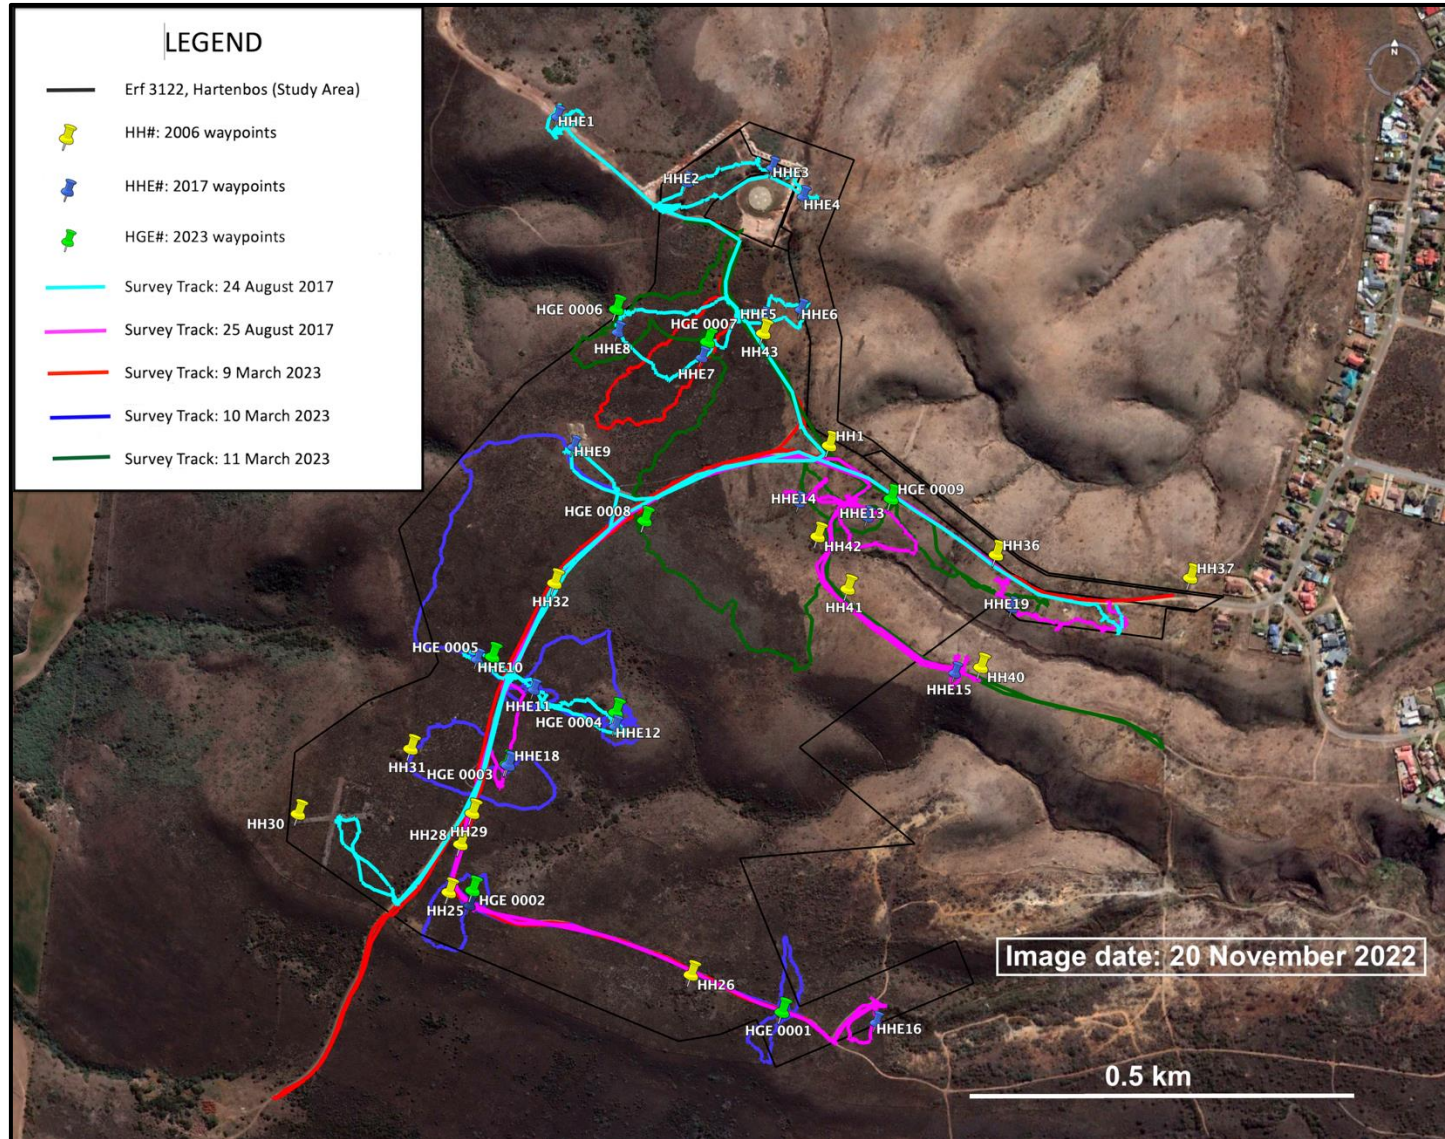 LEGEND
Erf 3122, Hartenbos (Study Area)
HH#: 2006 waypoints
HHE#: 2017 waypoints
HGE#: 2023 waypoints
Survey Track: 24 August 2017
Survey Track: 25 August 2017
Survey Track: 9 March 2023
Survey Track: 10 March 2023
Survey Track: 11 March 2023
N
HHE1
HHE2
HHE3
HHE4
HGE 0006
HHE5
HHE6
HGE 0007
HHE8
HH43
HHE7
HH1
HHE9
HGE 0009
HHE14
HHE13
HGE 0008
HH42
HH36
HH37
HH32
HH41
HHE19
HGE 0005
HHE10
HH40
HHE15
HHE11
HGE 0004
HHE12
HH31
HGE 0003
HHE18
HH30
HH28
HH29
HH25
HGE 0002
Image date: 20 November 2022
HH26
HGE 0001
HHE16
0.5 km